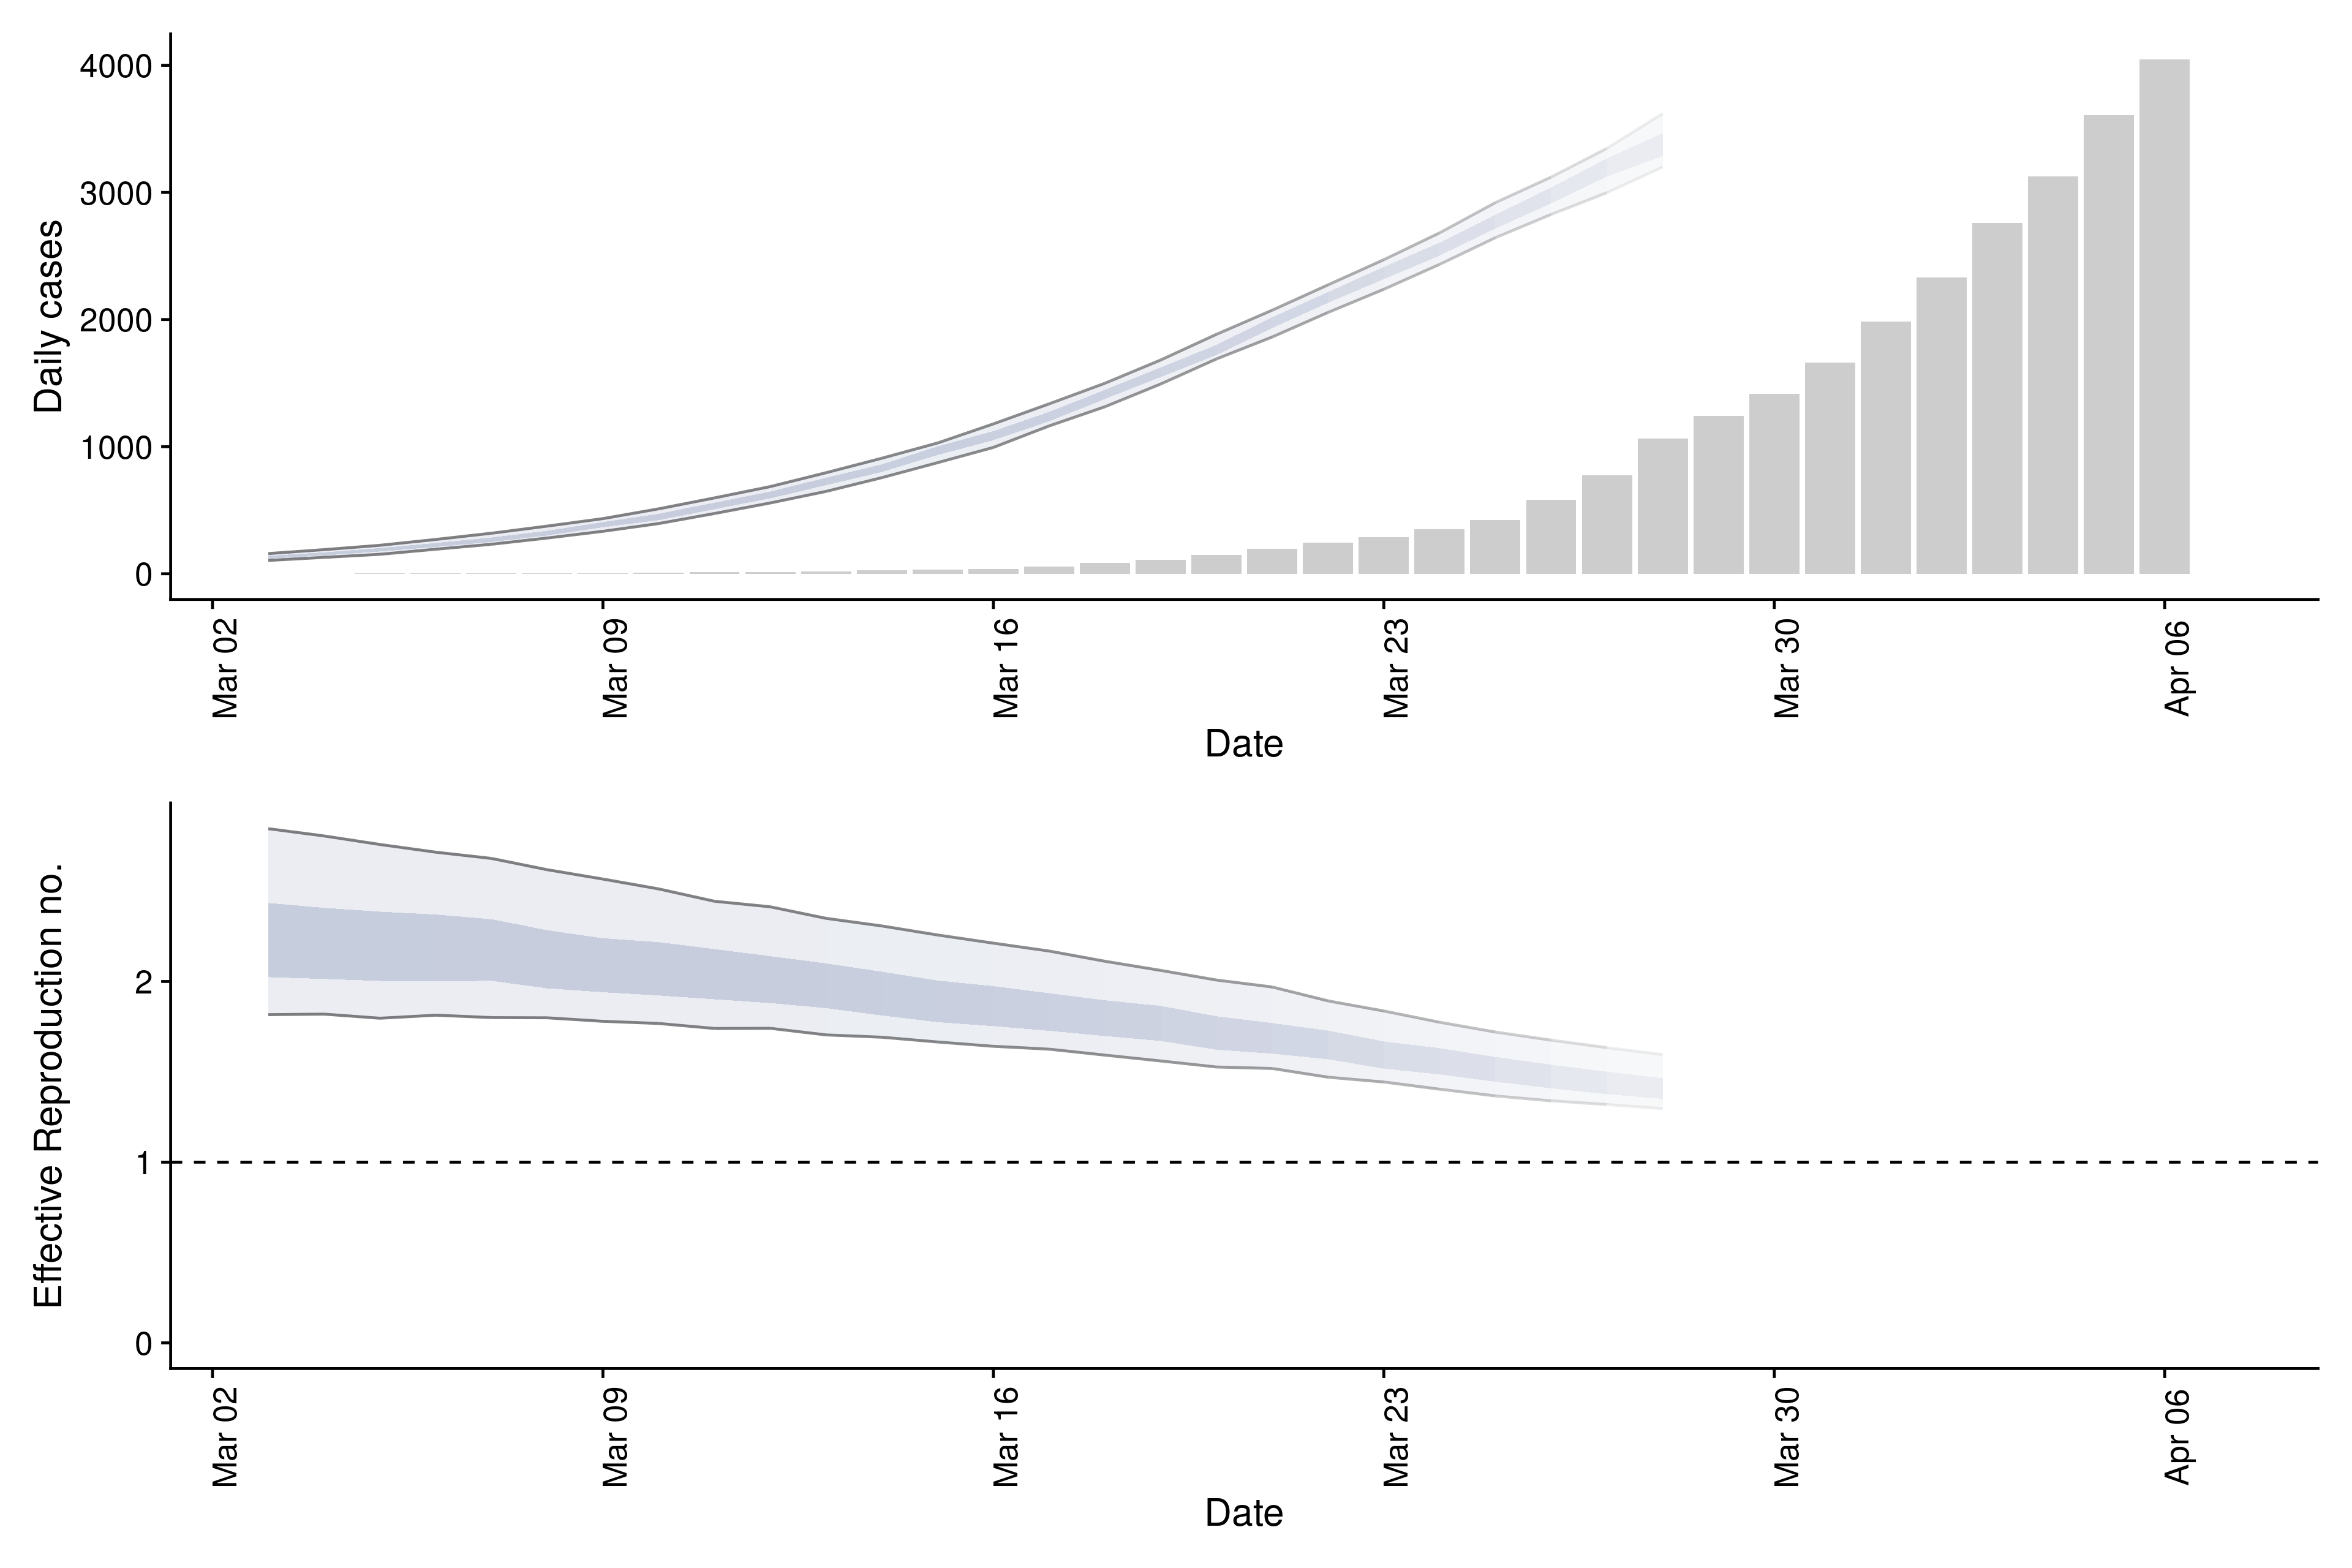 Daily cases
4000
3000
2000
1000
0
Mar 02
Mar 09
Mar 16
Mar 23
Mar 30
Apr 06
Date
Effective Reproduction no.
2
1
0
Mar 02
Mar 09
Mar 16
Mar 23
Mar 30
Apr 06
Date